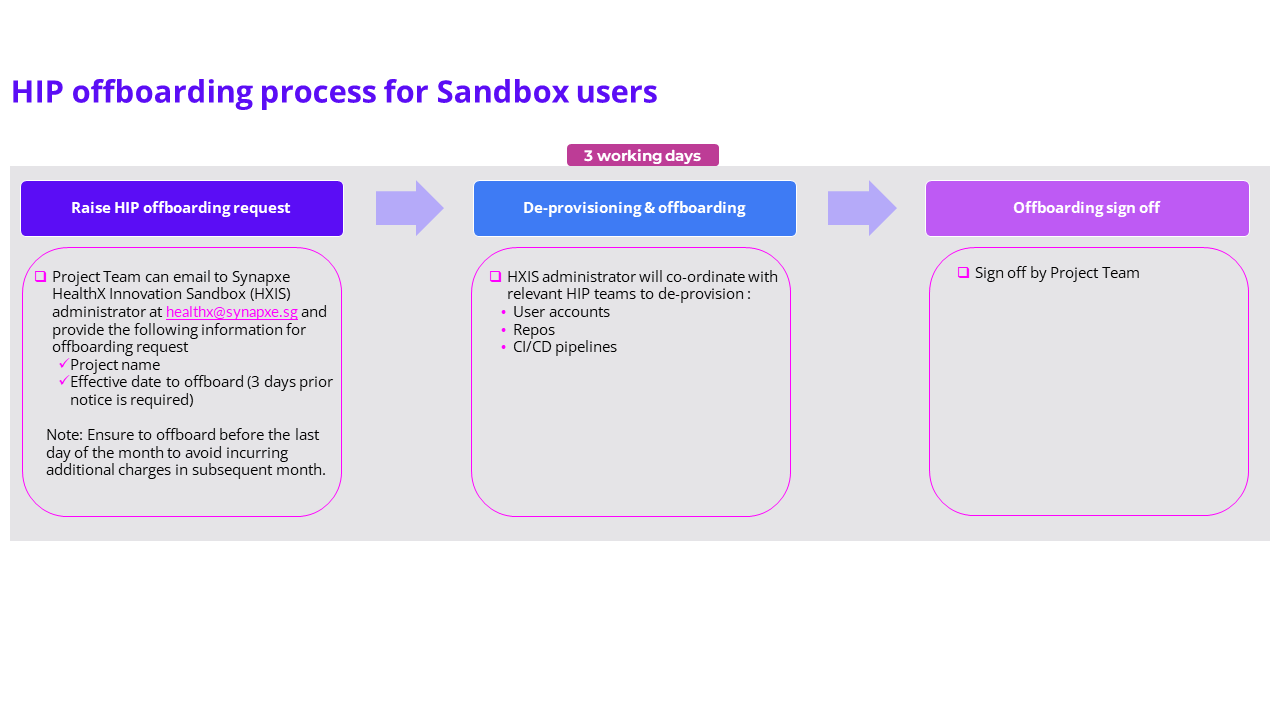 HIP offboarding process for Sandbox users
3 working days
Raise HIP offboarding request
De-provisioning & offboarding
Offboarding sign off
Project Team can email to Synapxe
HealthX Innovation Sandbox (HXIS)
administrator at healthx@synapxe.sg and
provide the following information for
offboarding request
Project name
Effective date to offboard (3 days prior
notice is required)
Note: Ensure to offboard before the last
day of the month to avoid incurring
additional charges in subsequent month.
HXIS administrator will co-ordinate with
relevant HIP teams to de-provision :
• User accounts
• Repos
• CI/CD pipelines
Sign off by Project Team